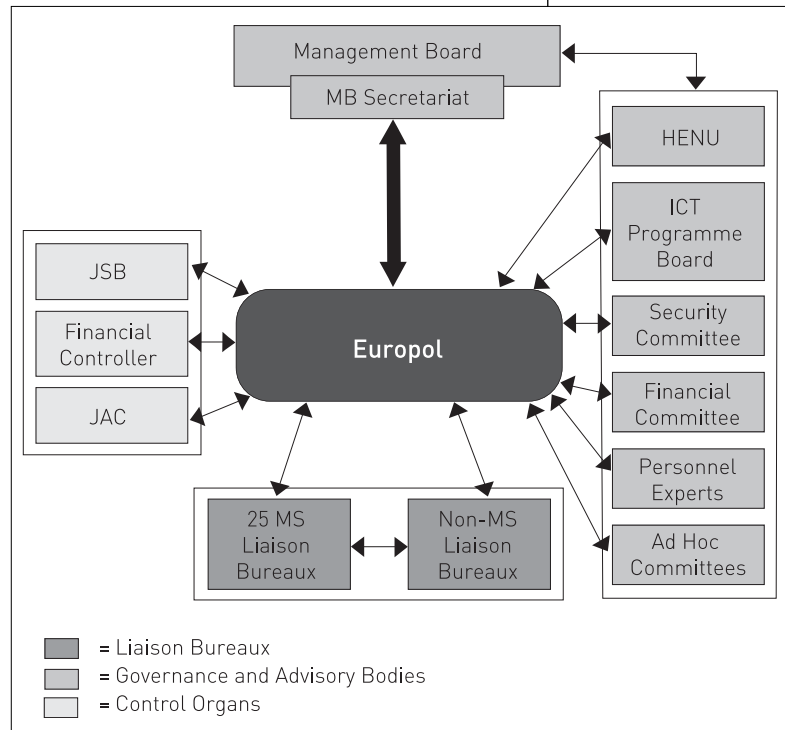 Management Board
MB Secretariat
HENU
ICT
Programme
Board
Security
Committee
Financial
Committee
Personnel
Experts
Ad Hoc
Committees
JSB
Financial
Controller
JAC
Europol
25 MS
Liaison
Bureaux
Non-MS
Liaison
Bureaux
= Liaison Bureaux
= Governance and Advisory Bodies
= Control Organs